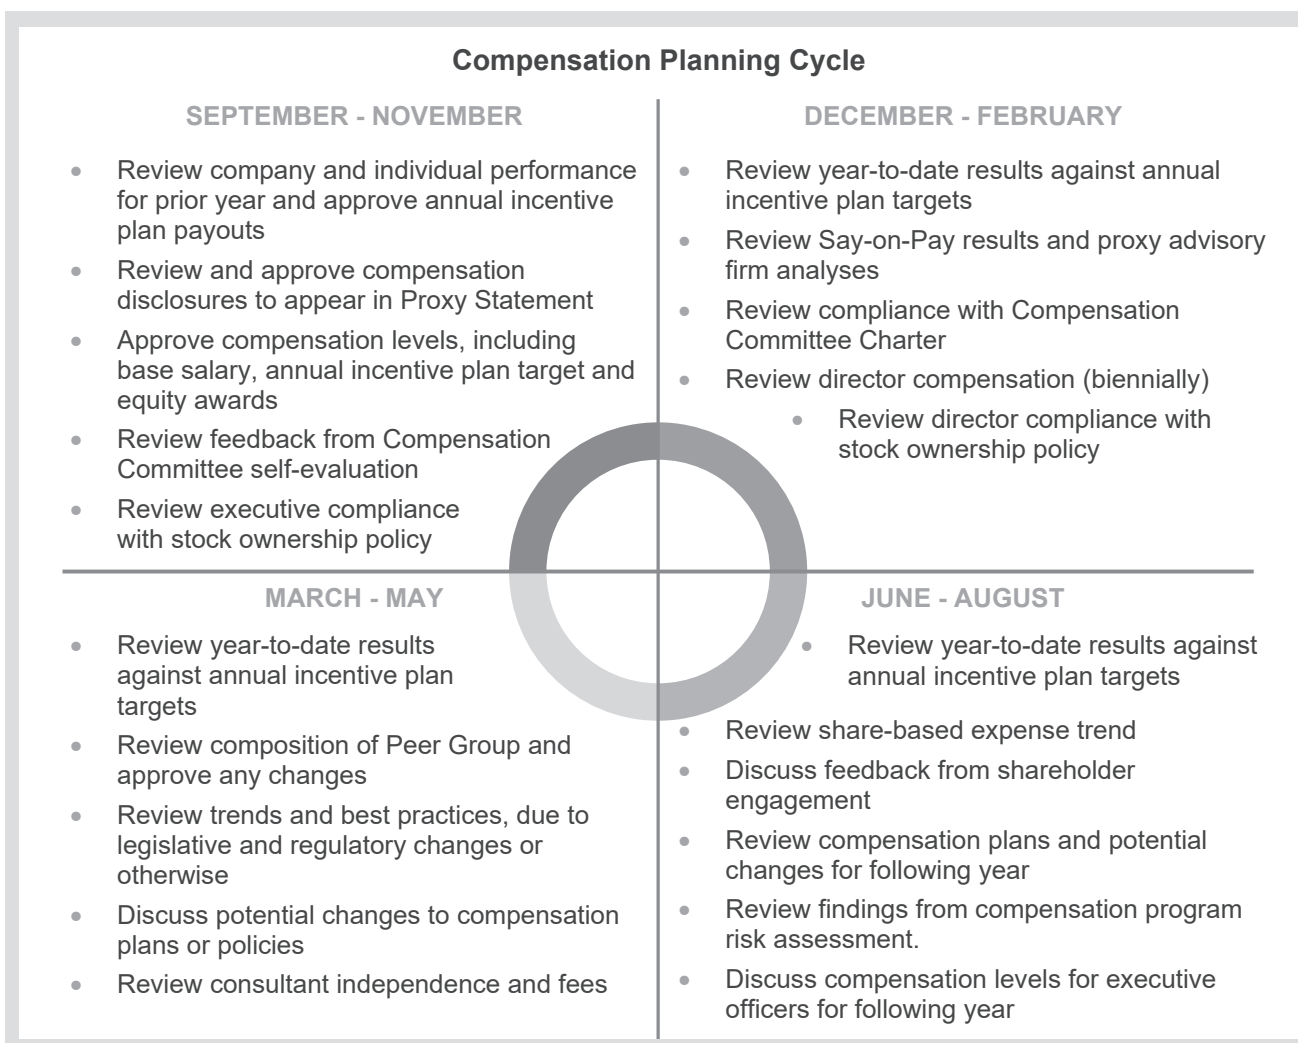 Compensation Planning Cycle
SEPTEMBER - NOVEMBER
• Review company and individual performance
for prior year and approve annual incentive
plan payouts
• Review and approve compensation
disclosures to appear in Proxy Statement
• Approve compensation levels, including
base salary, annual incentive plan target and
equity awards
• Review feedback from Compensation
Committee self-evaluation
• Review executive compliance
with stock ownership policy
DECEMBER - FEBRUARY
• Review year-to-date results against annual
incentive plan targets
• Review Say-on-Pay results and proxy advisory
firm analyses
• Review compliance with Compensation
Committee Charter
• Review director compensation (biennially)
• Review director compliance with
stock ownership policy
MARCH - MAY
• Review year-to-date results
against annual incentive plan
targets
• Review composition of Peer Group and
approve any changes
• Review trends and best practices, due to
legislative and regulatory changes or
otherwise
• Discuss potential changes to compensation
plans or policies
• Review consultant independence and fees
JUNE - AUGUST
• Review year-to-date results against
annual incentive plan targets
• Review share-based expense trend
• Discuss feedback from shareholder
engagement
• Review compensation plans and potential
changes for following year
• Review findings from compensation program
risk assessment.
• Discuss compensation levels for executive
officers for following year